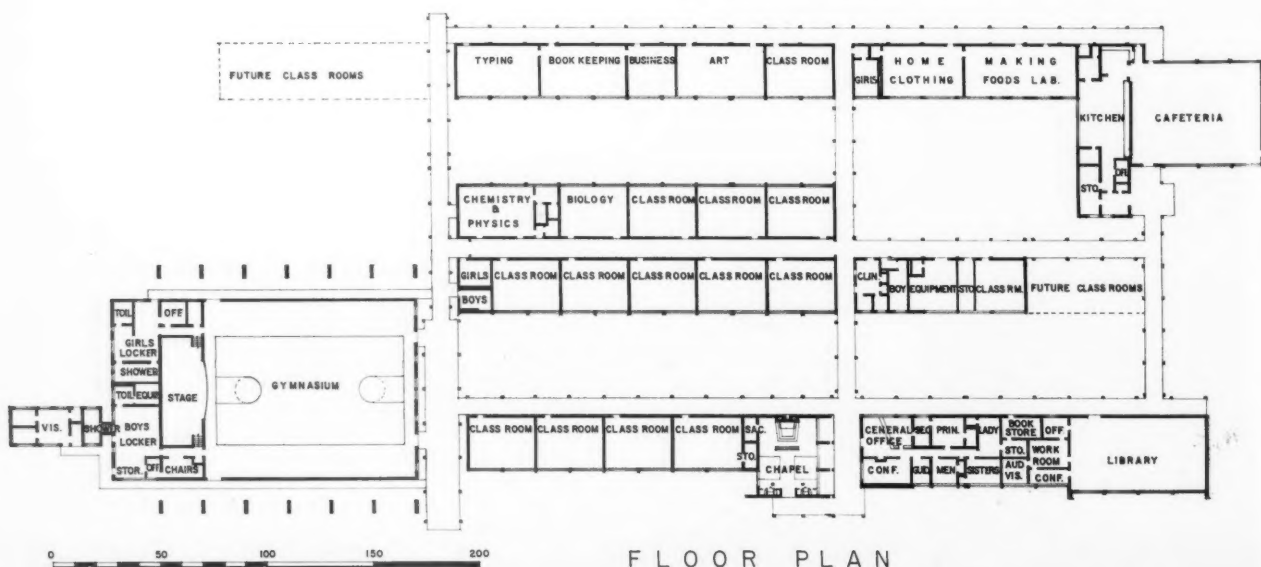 FUTURE CLASS ROOMS
TYPING BOOK KEEPING BUSINESS ART CLASS ROOM
GIRLS
HOME MAKING
CLOTHING FOODS LAB.
KITCHEN
CAFETERIA
STO.
CHEMISTRY
&
PHYSICS
BIOLOGY CLASS ROOM CLASS ROOM CLASS ROOM
GIRLS
BOYS
CLASS ROOM CLASS ROOM CLASS ROOM CLASS ROOM CLASS ROOM
CLIN.
BOY EQUIPMENT STO. CLASS RM. FUTURE CLASS ROOMS
TOIL. OFF.
GIRLS
LOCKER
SHOWER
TOIL. EQUIP.
STAGE
GYMNASIUM
VIS.
SHOWER
BOYS
LOCKER
STOR. OFF. CHAIRS
CLASS ROOM CLASS ROOM CLASS ROOM CLASS ROOM
SAC.
STO.
CHAPEL
GENERAL
OFFICE
SEC. PRIN. LADY
BOOK
STORE
OFF.
STO.
WORK
ROOM
CONF. GUID. MEN SISTERS
AUD.
VIS.
CONF.
LIBRARY
0 50 100 150 200
FLOOR PLAN